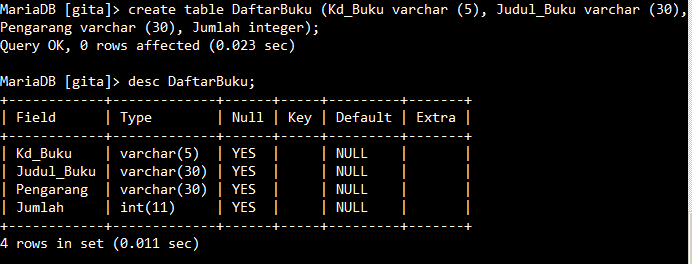 MariaDB [gita]> create table DaftarBuku (Kd_Buku varchar (5), Judul_Buku varchar (30),
Pengarang varchar (30), Jumlah integer);
Query OK, 0 rows affected (0.023 sec)
MariaDB [gita]> desc DaftarBuku;
+------------+-------------+------+-----+---------+-------+
| Field      | Type        | Null | Key | Default | Extra |
+------------+-------------+------+-----+---------+-------+
| Kd_Buku    | varchar(5)  | YES  |     | NULL    |       |
| Judul_Buku | varchar(30) | YES  |     | NULL    |       |
| Pengarang  | varchar(30) | YES  |     | NULL    |       |
| Jumlah     | int(11)     | YES  |     | NULL    |       |
+------------+-------------+------+-----+---------+-------+
4 rows in set (0.011 sec)